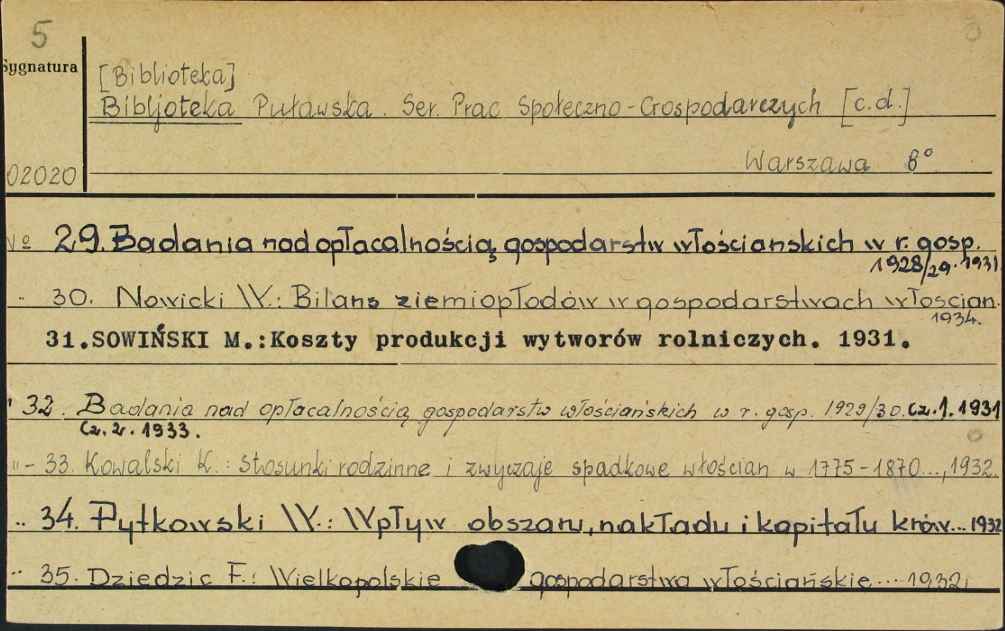 5
Sygnatura
[Biblioteka]
Bibljoteka Puławska. Ser. Prac Społeczno-Gospodarczych [c.d.]
02020
Warszawa 8°
№ 29. Badania nad opłacalnością gospodarstw włościanskich w r. gosp.
1928/29. 1931
„ 30. Nowicki W.: Bilans ziemiopłodów w gospodarstwach włościan.
1934.
31.SOWIŃSKI M.:Koszty produkcji wytworów rolniczych. 1931.
" 32. Badania nad opłacalnością gospodarstw włościańskich w r. gosp. 1929/30. Cz. 1. 1931
Cz. 2. 1933.
"- 33. Kowalski K.: Stosunki rodzinne i zwyczaje spadkowe włościan w 1775-1870..., 1932.
.. 34. Pytkowski W.: Wpływ obszaru, nakładu i kapitału krów... 1932
.. 35. Dziedzic F.: Wielkopolskie gospodarstwa włościańskie... 1932.